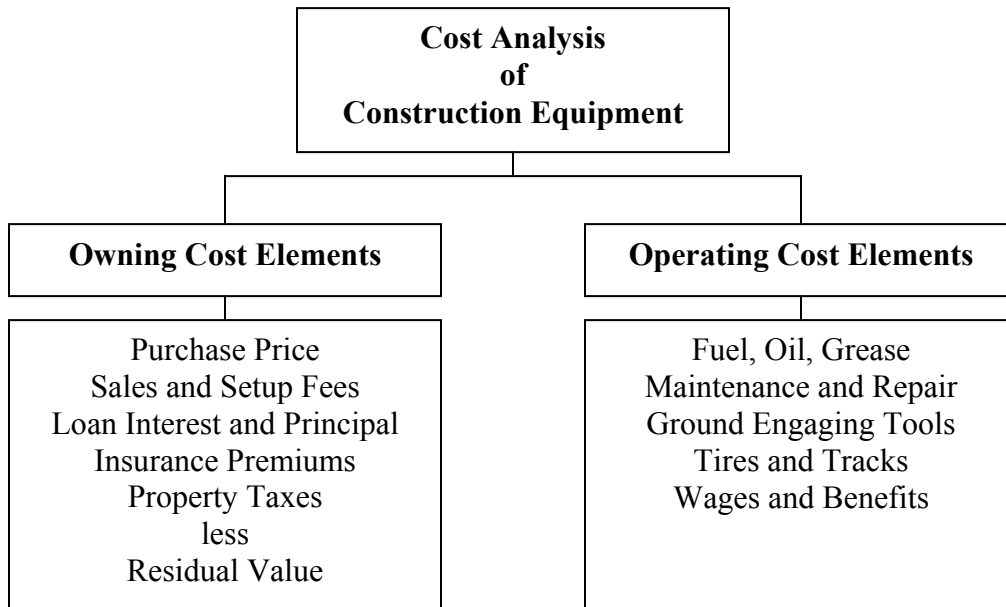 Cost Analysis
of
Construction Equipment
Owning Cost Elements
Purchase Price
Sales and Setup Fees
Loan Interest and Principal
Insurance Premiums
Property Taxes
less
Residual Value
Operating Cost Elements
Fuel, Oil, Grease
Maintenance and Repair
Ground Engaging Tools
Tires and Tracks
Wages and Benefits